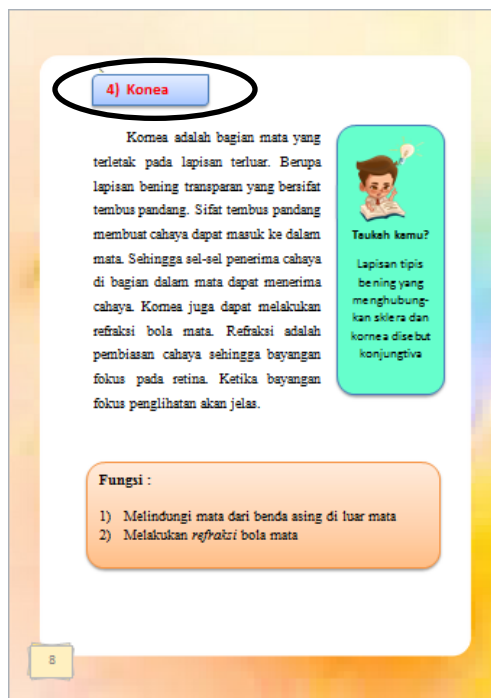 4) Konea
Kornea adalah bagian mata yang
terletak pada lapisan terluar. Berupa
lapisan bening transparan yang bersifat
tembus pandang. Sifat tembus pandang
membuat cahaya dapat masuk ke dalam
mata. Sehingga sel-sel penerima cahaya
di bagian dalam mata dapat menerima
cahaya. Kornea juga dapat melakukan
refraksi bola mata. Refraksi adalah
pembiasan cahaya sehingga bayangan
fokus pada retina. Ketika bayangan
fokus penglihatan akan jelas.
Taukah kamu?
Lapisan tipis
bening yang
menghubung-
kan sklera dan
kornea disebut
konjungtiva
Fungsi :
1) Melindungi mata dari benda asing di luar mata
2) Melakukan refraksi bola mata
8